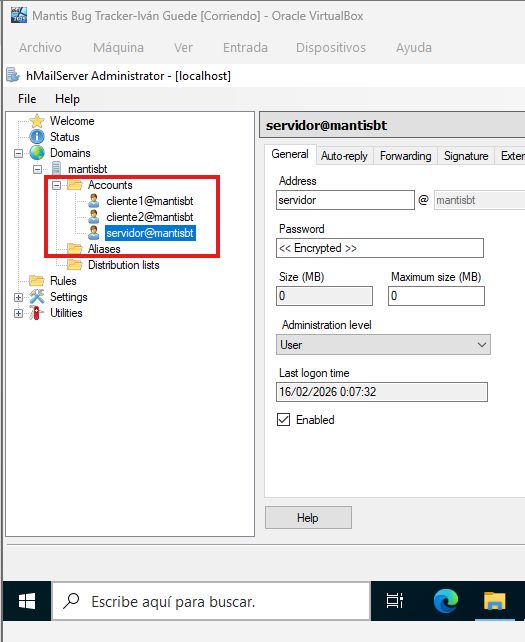 Mantis Bug Tracker-Iván Guede [Corriendo] - Oracle VirtualBox
Archivo Máquina Ver Entrada Dispositivos Ayuda
hMailServer Administrator - [localhost]
File Help
Welcome
Status
Domains
mantisbt
Accounts
cliente1@mantisbt
cliente2@mantisbt
servidor@mantisbt
Aliases
Distribution lists
Rules
Settings
Utilities
servidor@mantisbt
General Auto-reply Forwarding Signature Exter
Address
servidor @ mantisbt
Password
<< Encrypted >>
Size (MB) Maximum size (MB)
0 0
Administration level
User
Last logon time
16/02/2026 0:07:32
Enabled
Help
Escribe aquí para buscar.